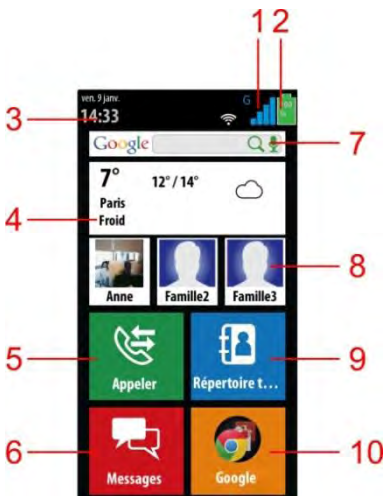 1 2
ven. 9 janv.
G
100
%
3 14:33
Google
7
7°
12° / 14°
Paris
4 Froid
8
Anne Famille2 Famille3
5
9
Appeler Répertoire t...
6
10
Messages Google